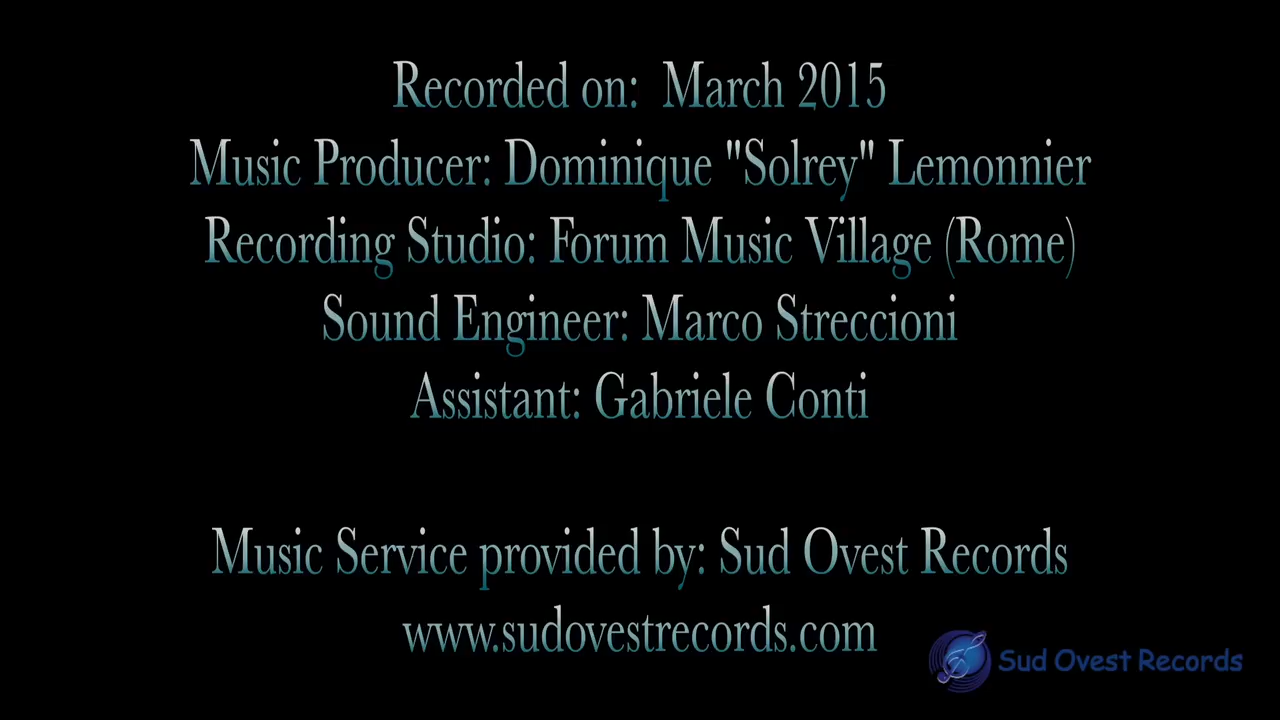 Recorded on:  March 2015
Music Producer: Dominique "Solrey" Lemonnier
Recording Studio: Forum Music Village (Rome)
Sound Engineer: Marco Streccioni
Assistant: Gabriele Conti
Music Service provided by: Sud Ovest Records
www.sudovestrecords.com
Sud Ovest Records